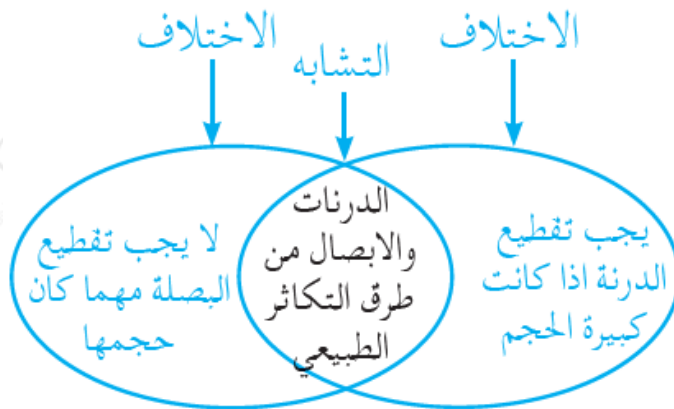 الاختلاف
التشابه
الاختلاف
يجب تقطيع
الدرنة اذا كانت
كبيرة الحجم
الدرنات
والابصال من
طرق التكاثر
الطبيعي
لا يجب تقطيع
البصلة مهما كان
حجمها